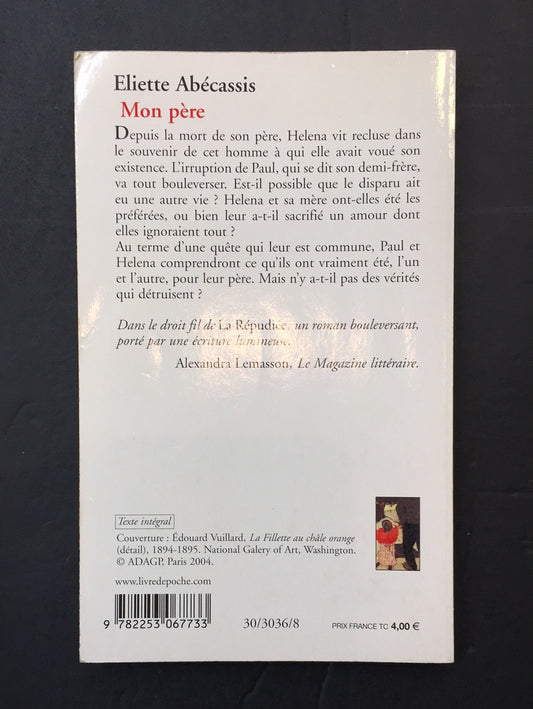 Eliette Abécassis
Mon père
Depuis la mort de son père, Helena vit recluse dans
le souvenir de cet homme à qui elle avait voué son
existence. L'irruption de Paul, qui se dit son demi-frère,
va tout bouleverser. Est-il possible que le disparu ait
eu une autre vie ? Helena et sa mère ont-elles été les
préférées, ou bien leur a-t-il sacrifié un amour dont
elles ignoraient tout ?
Au terme d'une quête qui leur est commune, Paul et
Helena comprendront ce qu'ils ont vraiment été, l'un
et l'autre, pour leur père. Mais n'y a-t-il pas des vérités
qui détruisent ?
Dans le droit fil de La Répudiée, un roman bouleversant,
porté par une écriture lumineuse.
Alexandra Lemasson, Le Magazine littéraire.
Texte intégral
Couverture : Édouard Vuillard, La Fillette au châle orange
(détail). 1894-1895. National Galery of Art, Washington.
© ADAGP, Paris 2004.
www.livredepoche.com
9 782253 067733
30/3036/8
PRIX FRANCE TC 4,00 €